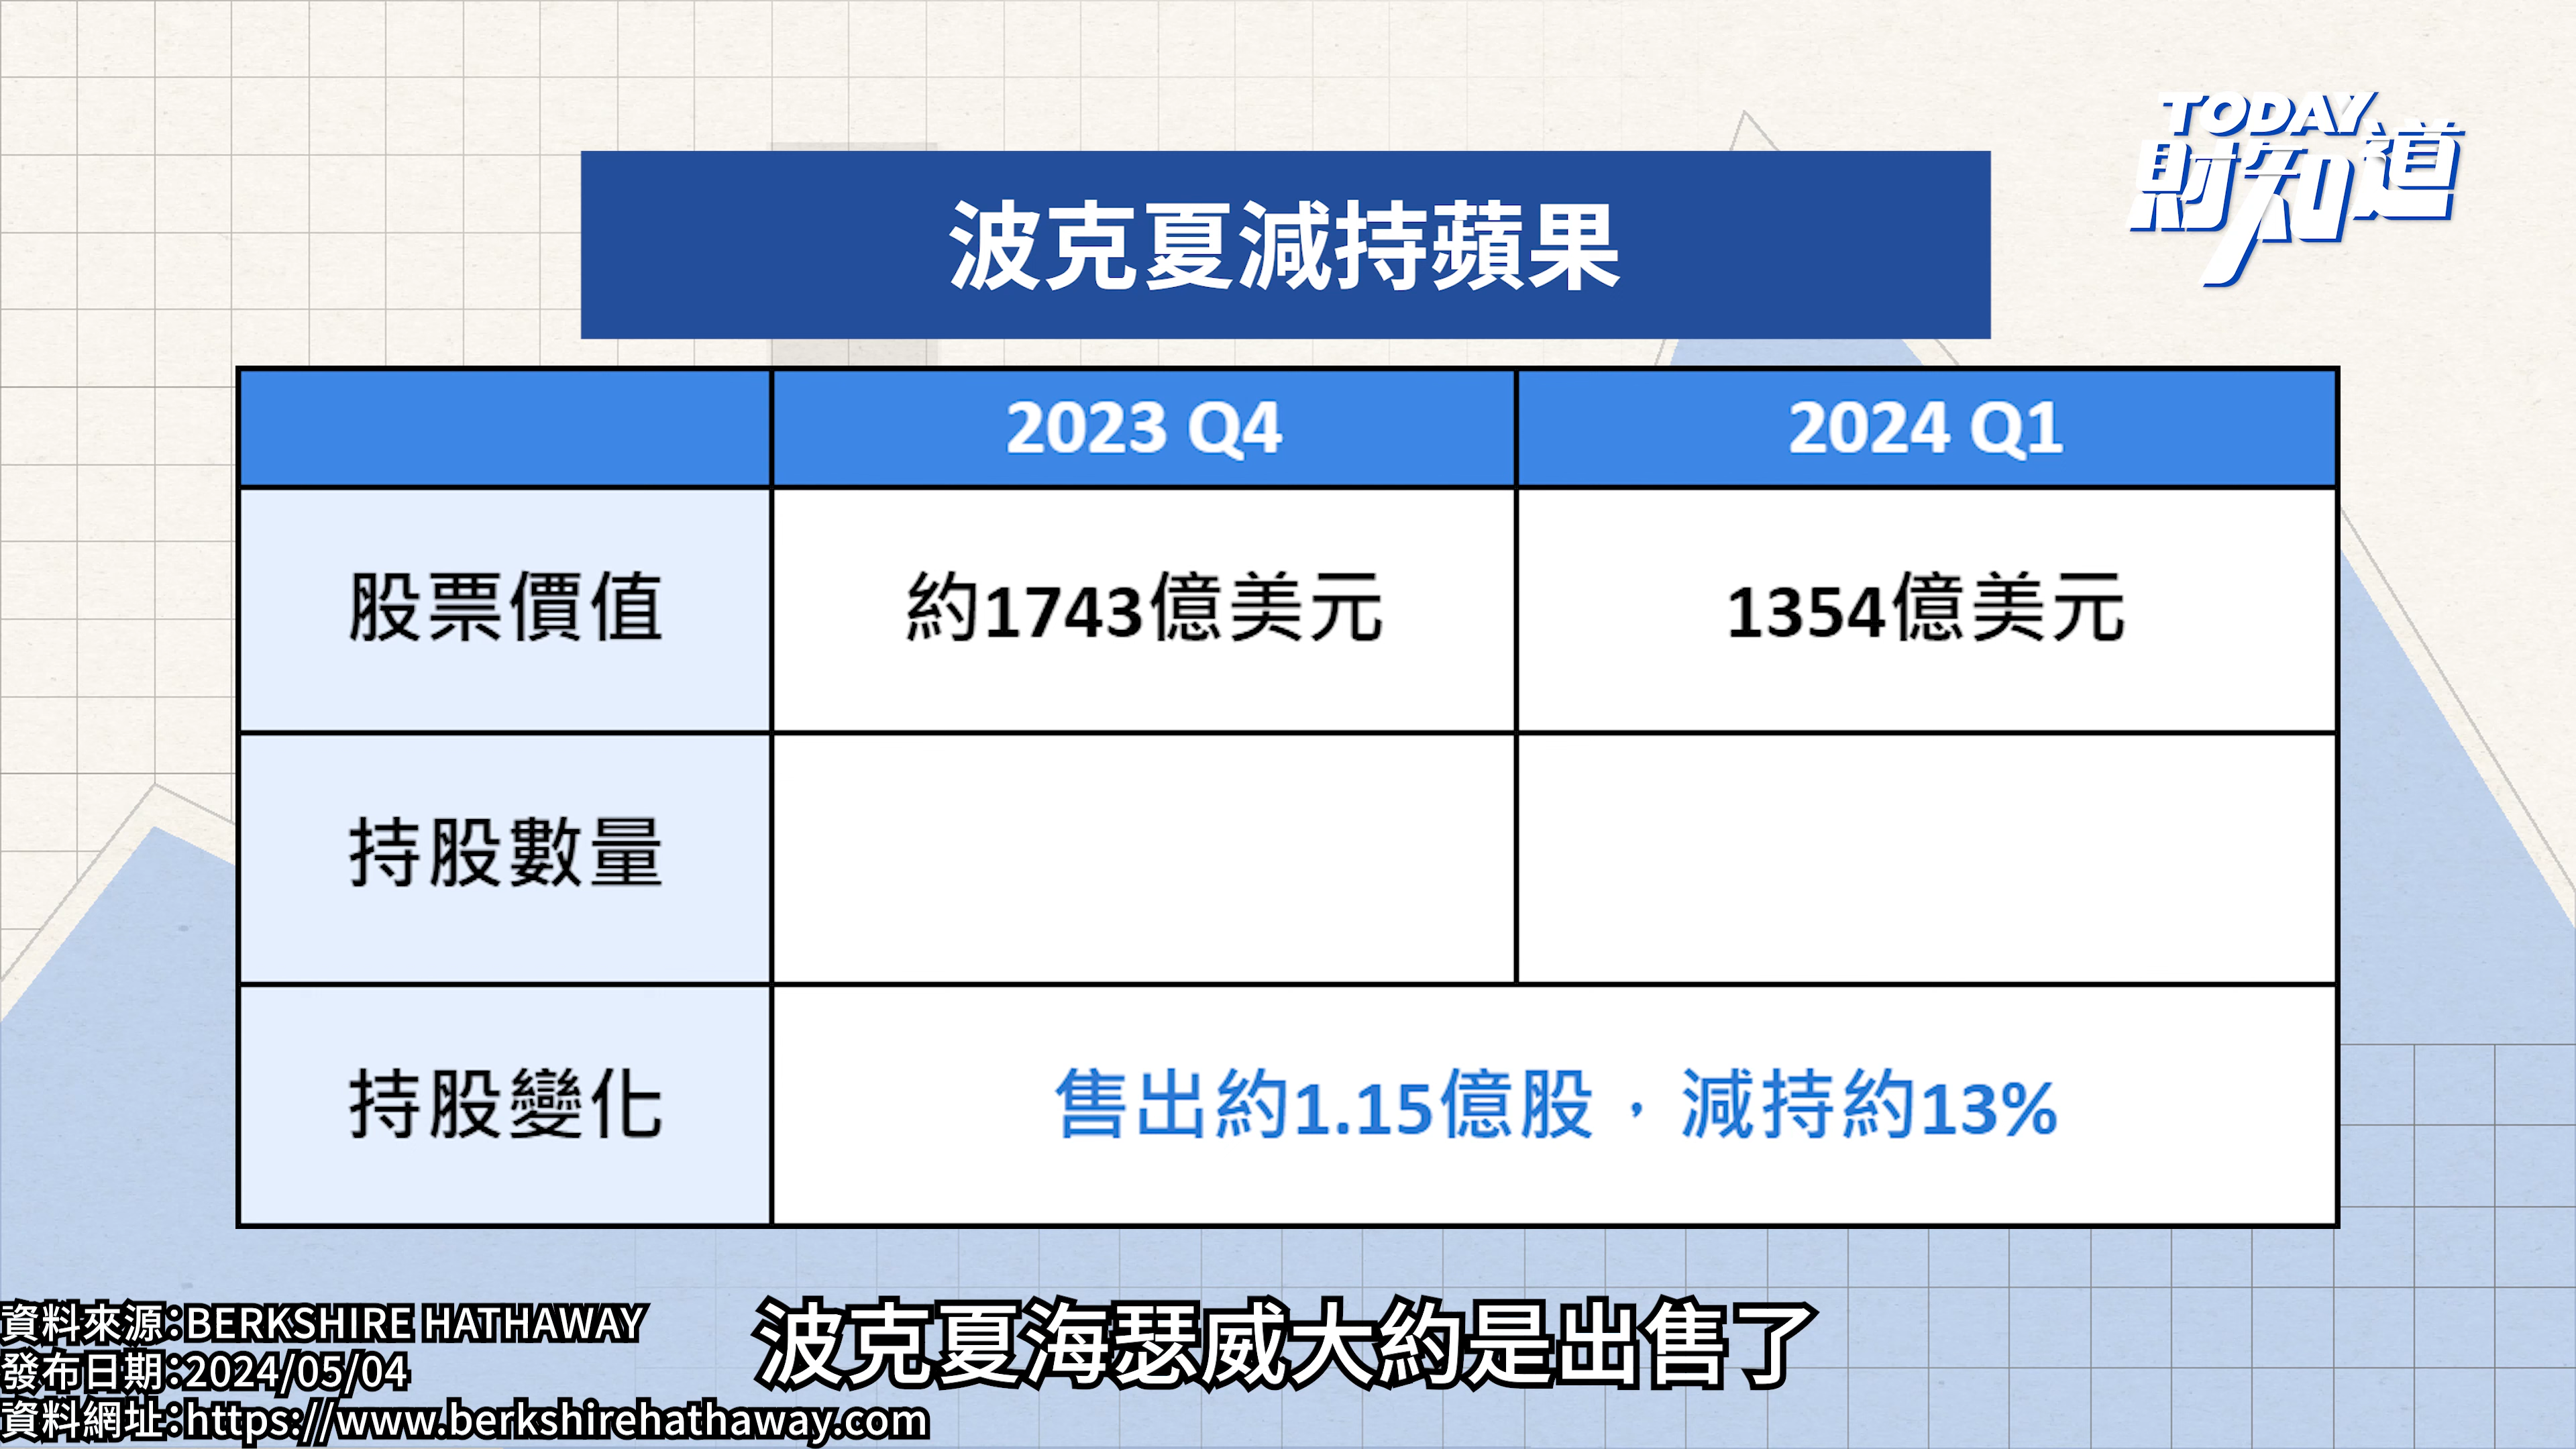 TODAY
財知道
波克夏減持蘋果
2023 Q4
2024 Q1
股票價值
約1743億美元
1354億美元
持股數量
持股變化
售出約1.15億股，減持約13%
波克夏海瑟威大約是出售了
資料來源:BERKSHIRE HATHAWAY
發布日期:2024/05/04
資料網址:https://www.berkshirehathaway.com